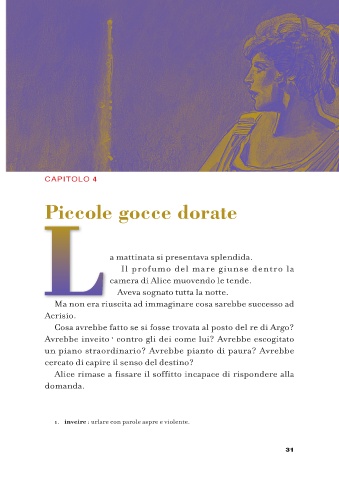 CAPITOLO 4
Piccole gocce dorate
La mattinata si presentava splendida.
Il profumo del mare giunse dentro la
camera di Alice muovendo le tende.
Aveva sognato tutta la notte.
Ma non era riuscita ad immaginare cosa sarebbe successo ad
Acrisio.
Cosa avrebbe fatto se si fosse trovata al posto del re di Argo?
Avrebbe inveito ¹ contro gli dei come lui? Avrebbe escogitato
un piano straordinario? Avrebbe pianto di paura? Avrebbe
cercato di capire il senso del destino?
Alice rimase a fissare il soffitto incapace di rispondere alla
domanda.
1. inveire : urlare con parole aspre e violente.
31